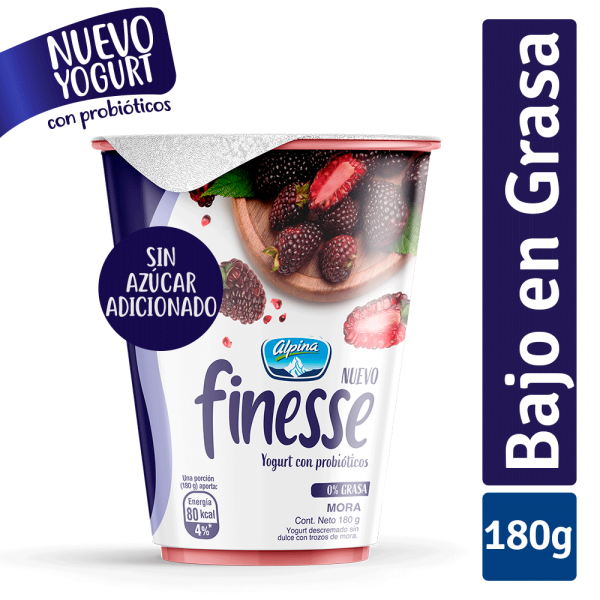 NUEVO
YOGURT
con probióticos
SIN
AZÚCAR
ADICIONADO
Alpina
NUEVO
finesse
Yogurt con probióticos
0% GRASA
MORA
Cont. Neto 180 g
Yogurt descremado sin
dulce con trozos de mora.
Una porción
(180 g) aporta:
Energía
80 kcal
4%*
Bajo en Grasa
180g